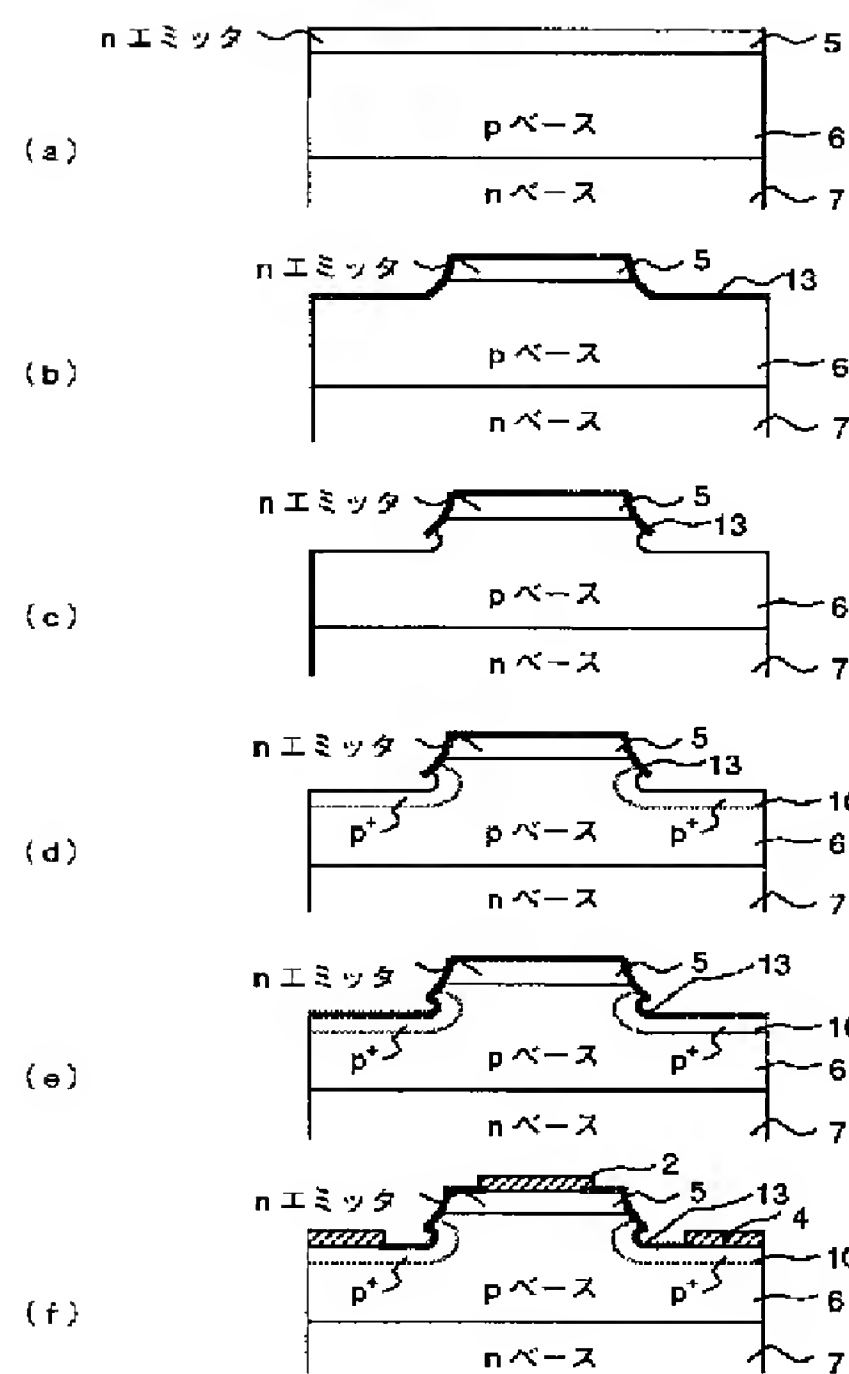 nエミッタ 5
pベース 6
(a)
nベース 7
nエミッタ 5 13
pベース 6
(b)
nベース 7
nエミッタ 5 13
pベース 6
(c)
nベース 7
nエミッタ 5 13
p+ p+ 10
pベース 6
(d)
nベース 7
nエミッタ 5 13
p+ p+ 10
pベース 6
(e)
nベース 7
2
nエミッタ 5 13 4
p+ p+ 10
pベース 6
(f)
nベース 7